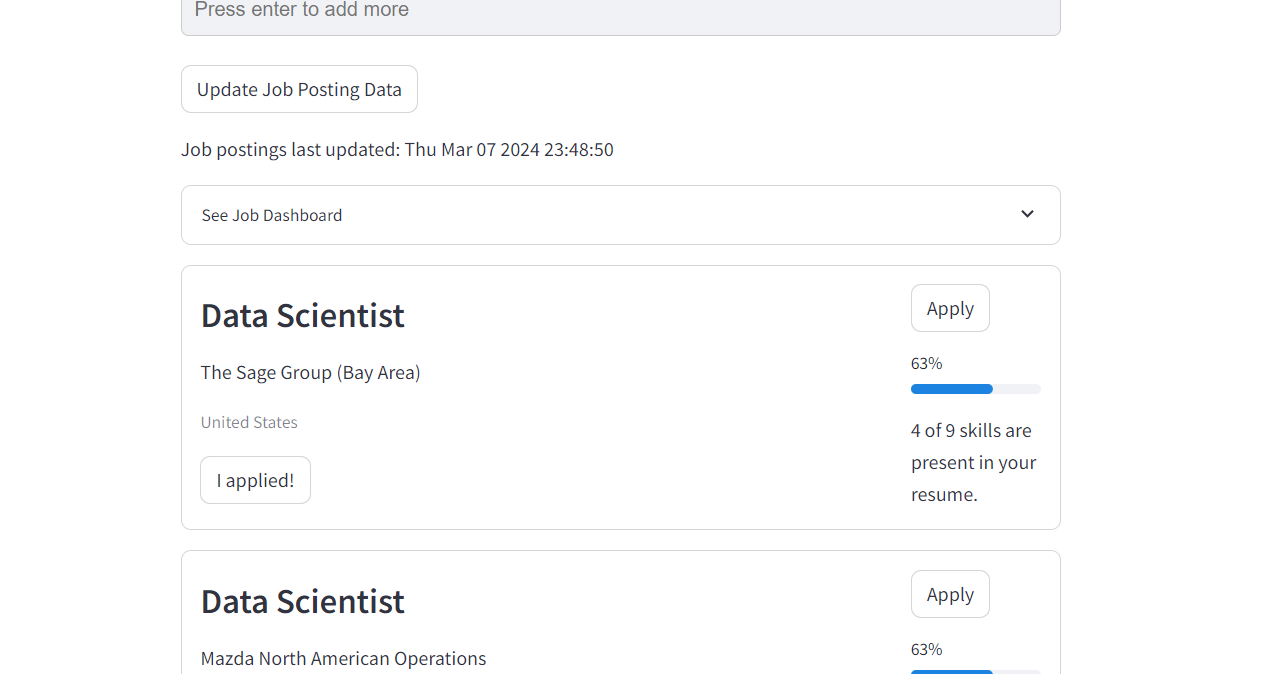 Press enter to add more
Update Job Posting Data
Job postings last updated: Thu Mar 07 2024 23:48:50
See Job Dashboard
Data Scientist
The Sage Group (Bay Area)
United States
I applied!
Apply
63%
4 of 9 skills are
present in your
resume.
Data Scientist
Mazda North American Operations
Apply
63%